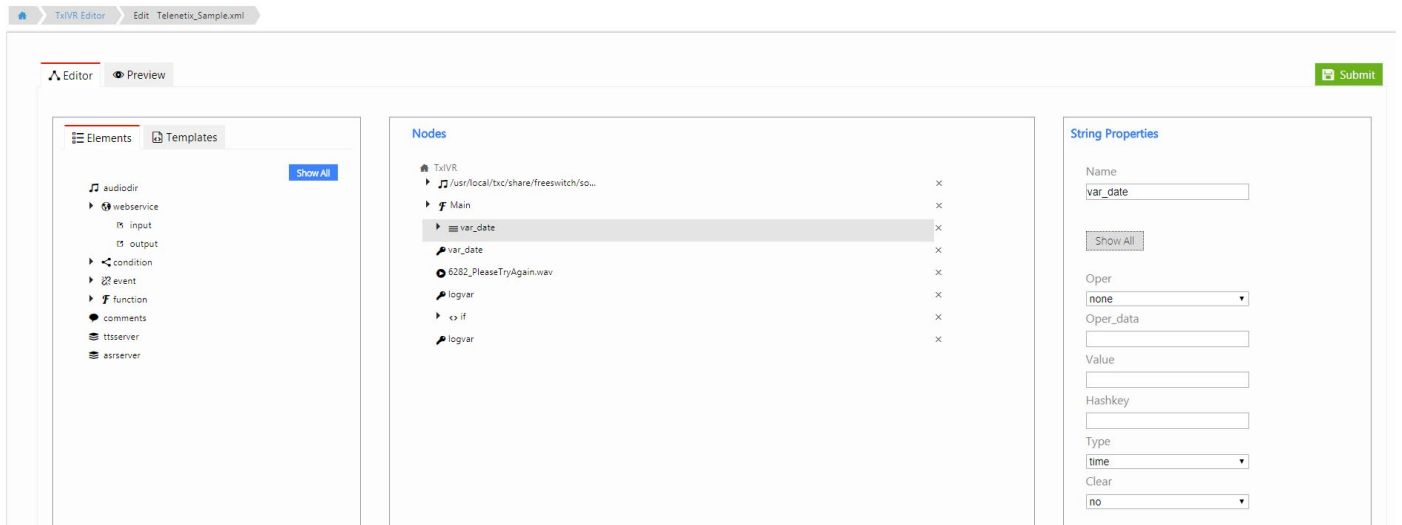 TxIVR Editor Edit Telenetix_Sample.xml
Editor Preview Submit
Elements Templates
Show All
audiodir
webservice
input
output
condition
event
function
comments
ttsserver
asrserver
Nodes
TxIVR
/usr/local/txc/share/freeswitch/so... ×
Main ×
var_date ×
var_date ×
6282_PleaseTryAgain.wav ×
logvar ×
if ×
logvar ×
String Properties
Name
var_date
Show All
Oper
none
Oper_data
Value
Hashkey
Type
time
Clear
no